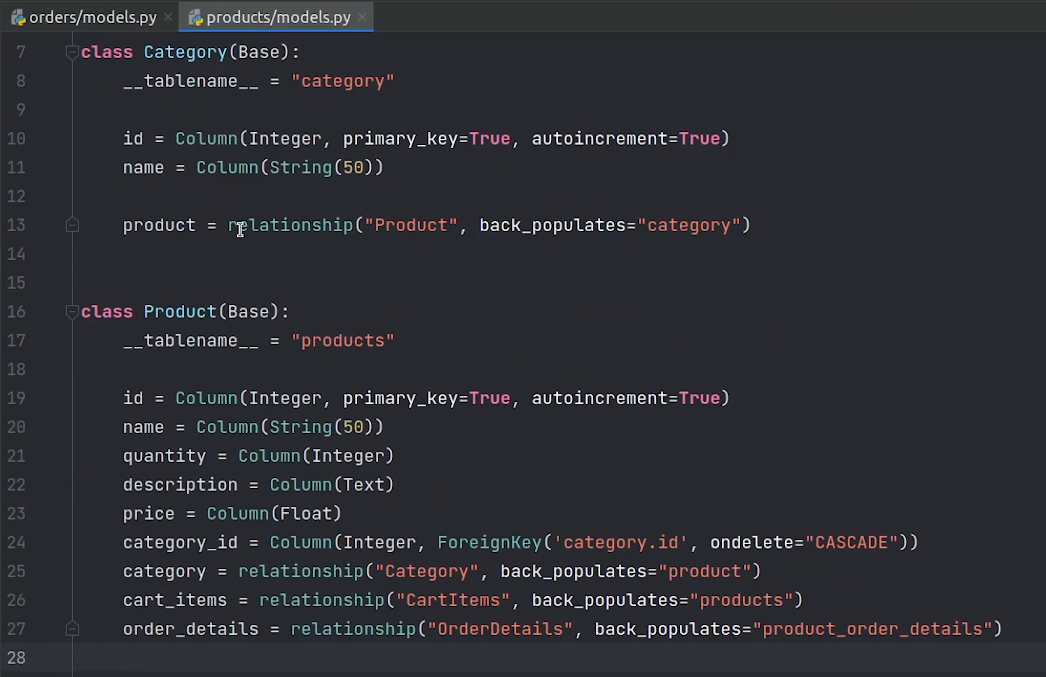 orders/models.py × products/models.py ×
7 class Category(Base):
8 __tablename__ = "category"
9
10 id = Column(Integer, primary_key=True, autoincrement=True)
11 name = Column(String(50))
12
13 product = relationship("Product", back_populates="category")
14
15
16 class Product(Base):
17 __tablename__ = "products"
18
19 id = Column(Integer, primary_key=True, autoincrement=True)
20 name = Column(String(50))
21 quantity = Column(Integer)
22 description = Column(Text)
23 price = Column(Float)
24 category_id = Column(Integer, ForeignKey('category.id', ondelete="CASCADE"))
25 category = relationship("Category", back_populates="product")
26 cart_items = relationship("CartItems", back_populates="products")
27 order_details = relationship("OrderDetails", back_populates="product_order_details")
28